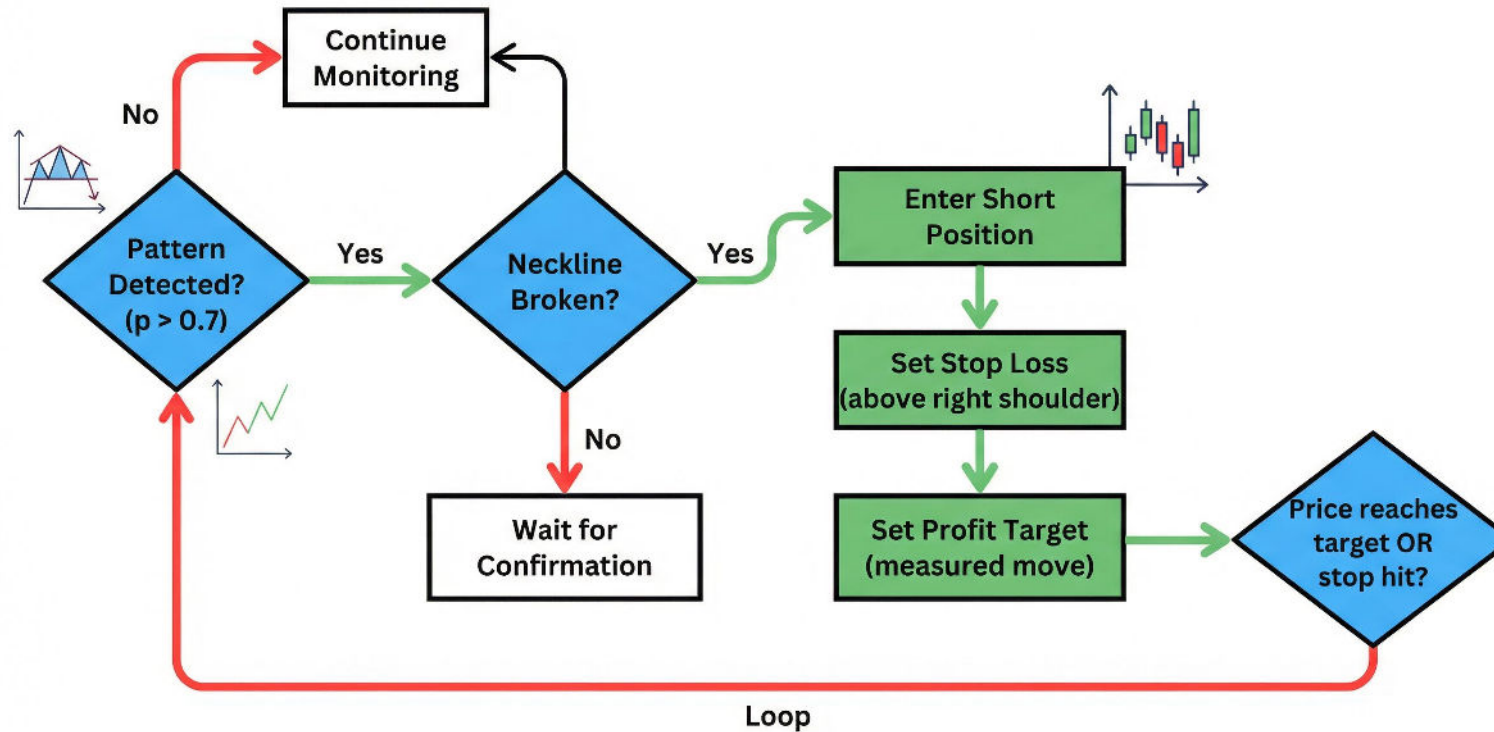 Continue
Monitoring
No
Pattern
Detected?
(p > 0.7)
Yes
Neckline
Broken?
Yes
Enter Short
Position
Set Stop Loss
(above right shoulder)
No
Wait for
Confirmation
Set Profit Target
(measured move)
Price reaches
target OR
stop hit?
Loop